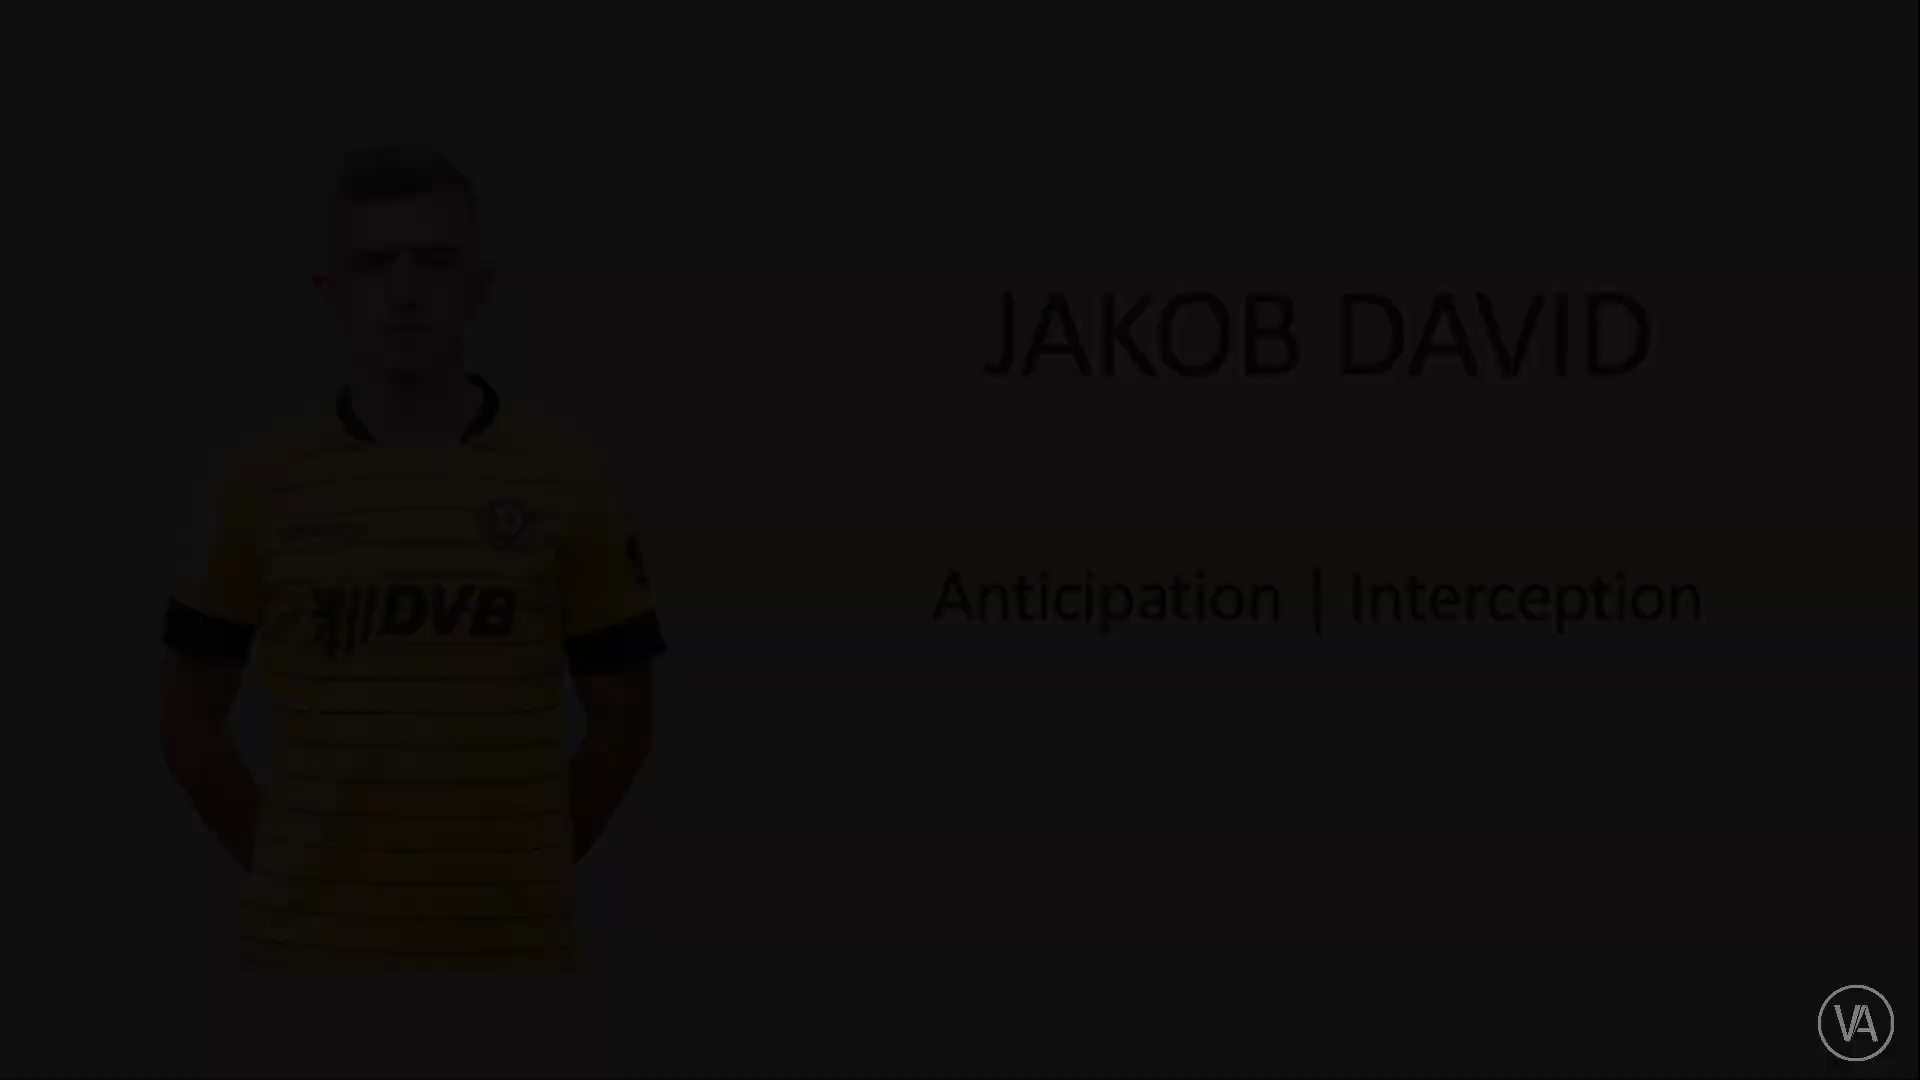 JAKOB DAVID
Anticipation | Interception
DVB
VA